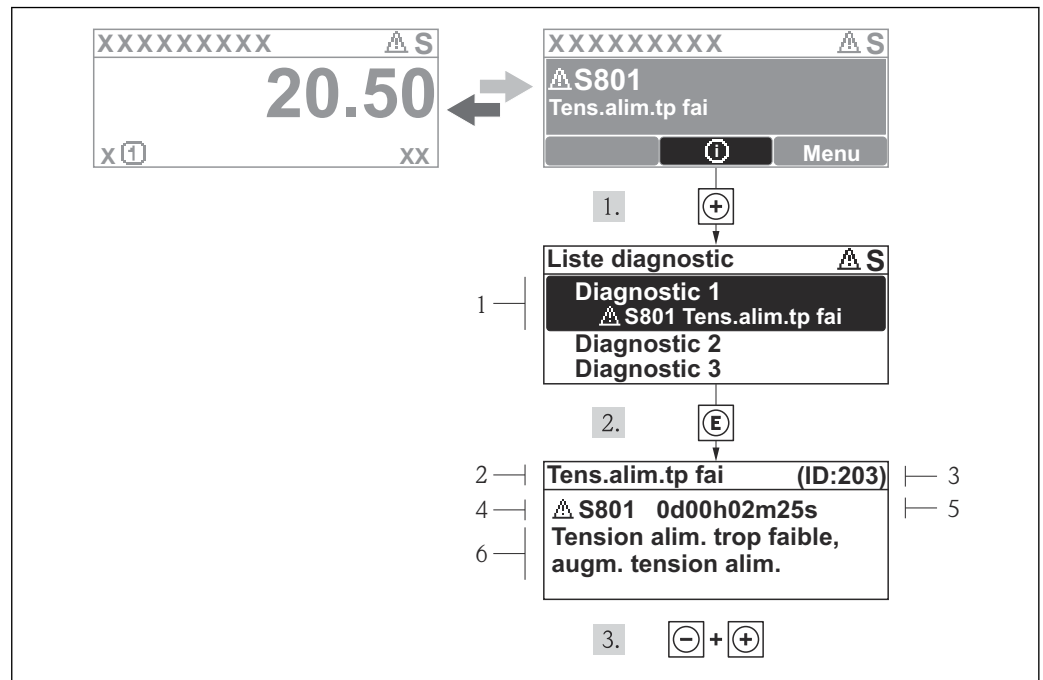 XXXXXXXXX ⚠ S
20.50
x ① xx
XXXXXXXXX ⚠ S
⚠ S801
Tens.alim.tp fai
ⓘ Menu
1. +
Liste diagnostic ⚠ S
1
Diagnostic 1
⚠ S801 Tens.alim.tp fai
Diagnostic 2
Diagnostic 3
2. E
2 Tens.alim.tp fai (ID:203) 3
4 ⚠ S801 0d00h02m25s 5
6 Tension alim. trop faible,
augm. tension alim.
3. - + +